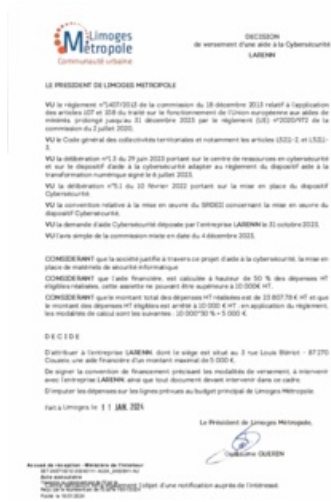 Limoges
Métropole
Communauté urbaine
DECISION
de versement d'une aide à la Cybersécurité
LARENN
LE PRESIDENT DE LIMOGES METROPOLE
VU le règlement n°1407/2013 de la commission du 18 décembre 2013 relatif à l'application
des articles 107 et 108 du traité sur le fonctionnement de l'Union européenne aux aides de
minimis, prolongé jusqu'au 31 décembre 2023 par le règlement (UE) n°2020/972 de la
commission du 2 juillet 2020,
VU le Code général des collectivités territoriales et notamment les articles L5211-2, et L5211-
VU la délibération n°1.3 du 29 juin 2023 portant sur le centre de ressources en cybersécurité
et sur le dispositif d'aide à la cybersécurité adapter au règlement du dispositif aide à la
transformation numérique signé le 6 juillet 2023,
VU la délibération n°5.1 du 10 février 2022 portant sur la mise en place du dispositif
Cybersécurité,
VU la convention relative à la mise en œuvre du SRDEII concernant la mise en œuvre du
dispositif Cybersécurité,
VU la demande d'aide Cybersécurité déposée par l'entreprise LARENN le 31 octobre 2023,
VU l'avis simple de la commission mixte en date du 4 décembre 2023,
CONSIDERANT que la société justifie à travers ce projet d'aide à la cybersécurité, la mise en
place de matériels de sécurité informatique
CONSIDERANT que l'aide financière, est calculée à hauteur de 50 % des dépenses HT
éligibles réalisées, cette assiette ne pouvant être supérieure à 10 000€ HT,
CONSIDERANT que le montant total des dépenses HT réalisées est de HT et que
le montant des dépenses HT éligibles est arrêté à 10 000 € HT : en application du règlement,
les modalités de calcul sont les suivantes : 10 000*50 % = 5 000 €,
D E C I D E
D'attribuer à l'entreprise LARENN, dont le siège est situé au 3 rue Louis Blériot - 87270
Couzeix, une aide financière d'un montant maximal de 5 000 €.
De signer la convention de financement précisant les modalités de versement, à intervenir
avec l'entreprise LARENN, ainsi que tout document devant intervenir dans ce cadre.
D'imputer les dépenses sur les lignes prévues au budget principal de Limoges Métropole.
Fait à Limoges le 11 JAN. 2024
Le Président de Limoges Métropole,
Guillaume GUERIN
Accusé de réception - Ministère de l'Intérieur
l'objet d'une notification auprès de l'intéressé.